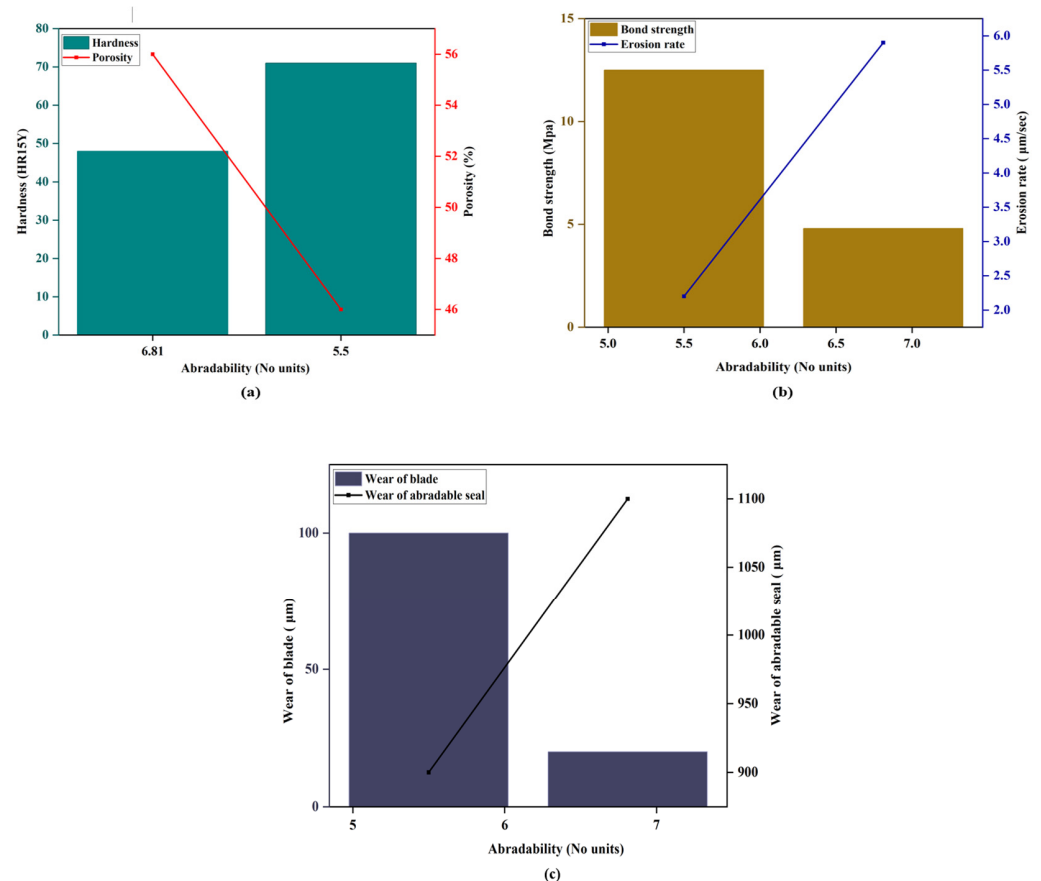 Hardness
Porosity
80
70
60
50
40
30
20
10
0
Hardness (HR15Y)
56
54
52
50
48
46
Porosity (%)
6.81
5.5
Abradability (No units)
(a)
Bond strength
Erosion rate
15
10
5
0
Bond strength (Mpa)
6.0
5.5
5.0
4.5
4.0
3.5
3.0
2.5
2.0
Erosion rate ( μm/sec)
5.0
5.5
6.0
6.5
7.0
Abradability (No units)
(b)
Wear of blade
Wear of abradable seal
100
50
0
Wear of blade ( μm)
1100
1050
1000
950
900
Wear of abradable seal ( μm)
5
6
7
Abradability (No units)
(c)